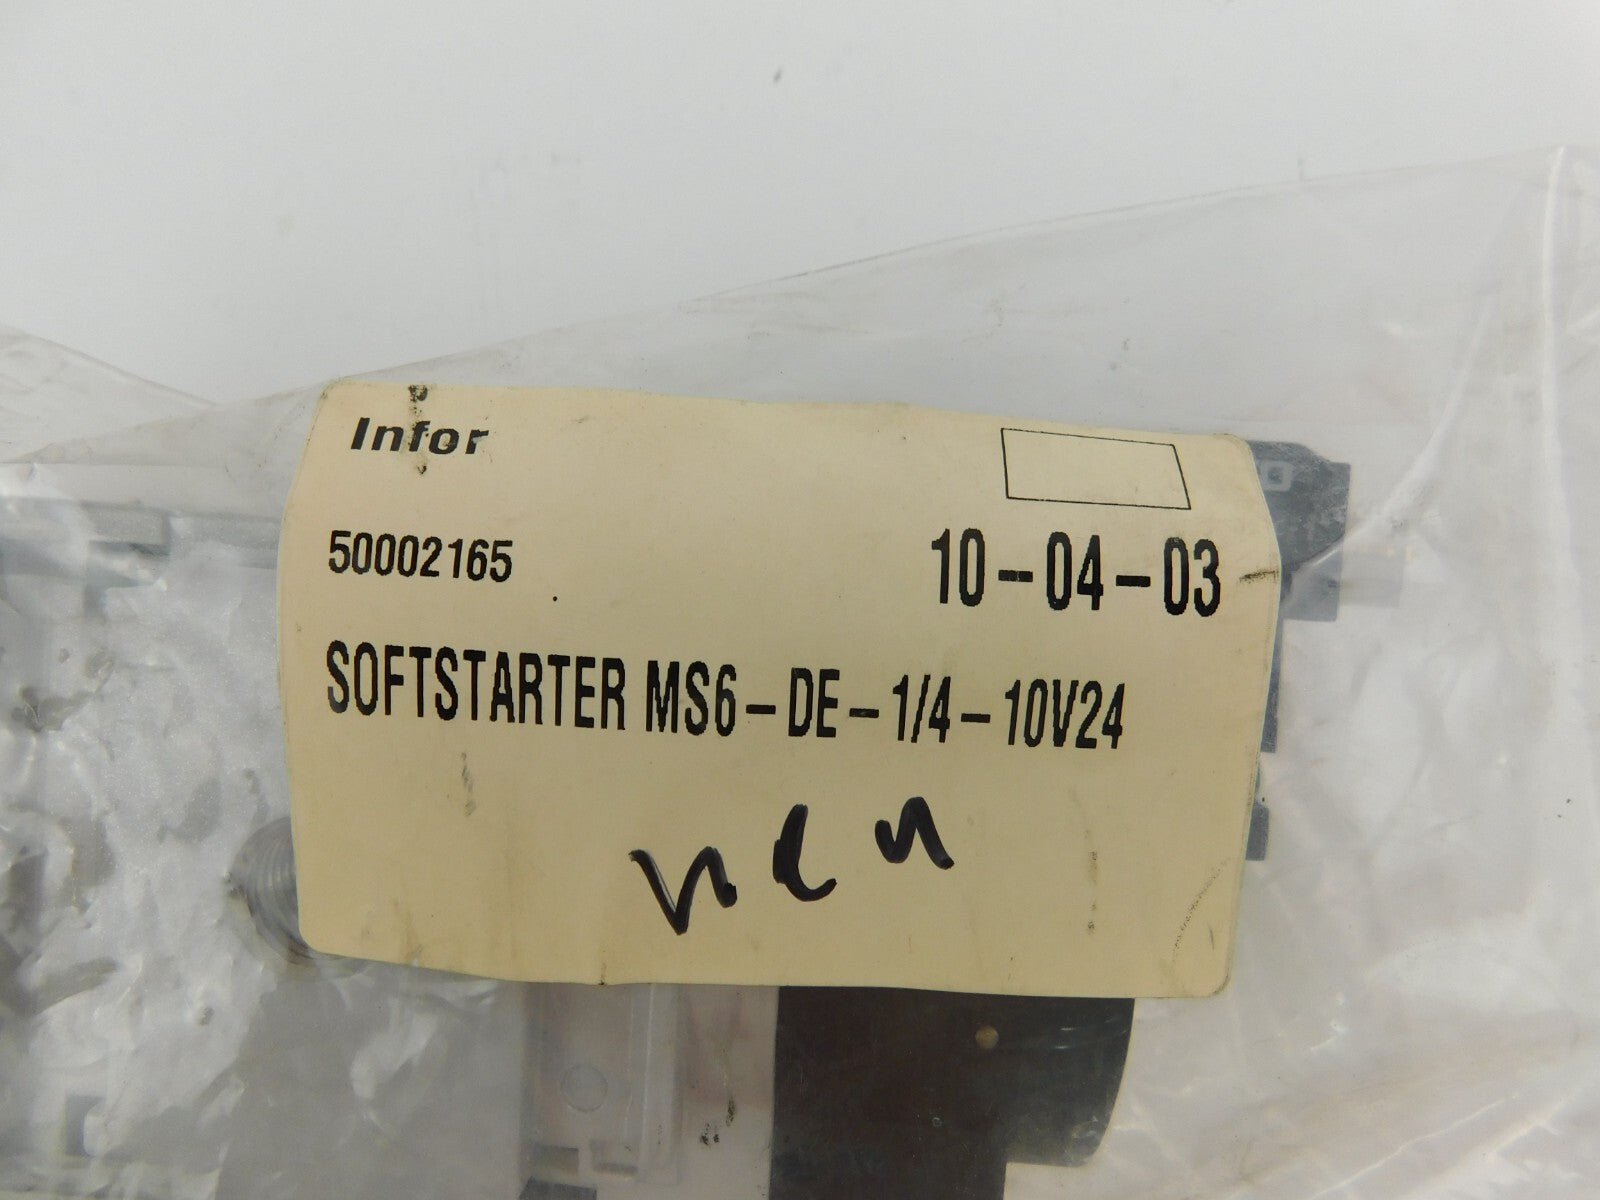 Infor
50002165
10-04-03
SOFTSTARTER MS6-DE-1/4-10V24
neu